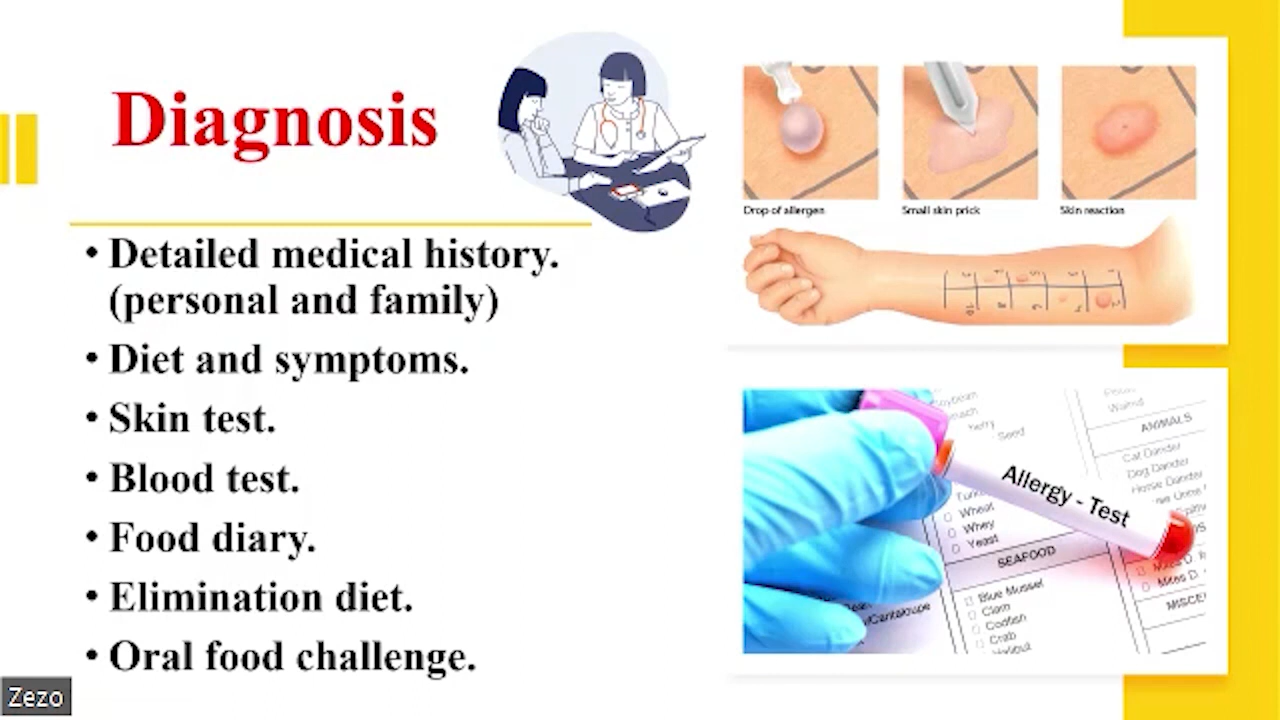 Diagnosis
• Detailed medical history.
(personal and family)
• Diet and symptoms.
• Skin test.
• Blood test.
• Food diary.
• Elimination diet.
• Oral food challenge.
Zezo
Drop of allergen
Small skin prick
Skin reaction
Allergy - Test
Seed
Walnut
ANIMALS
Cat Dander
Dog Dander
Horse Dander
Wheat
Whey
Yeast
SEAFOOD
Blue Mussel
Clam
Codfish
Crab